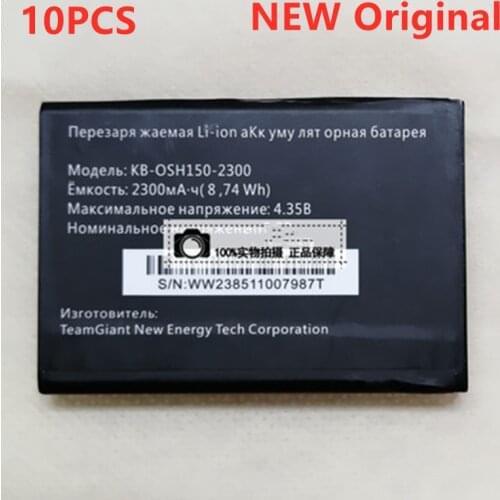 10PCS
NEW Original
Перезаря жаемая Li-ion аКк уму лят орная батарея
Модель: KB-OSH150-2300
Ёмкость: 2300мА·ч( 8,74 Wh)
Максимальное напряжение: 4.35В
Номинальное
100%实物拍摄 正品保障
S/N:WW238511007987T
Изготовитель:
TeamGiant New Energy Tech Corporation